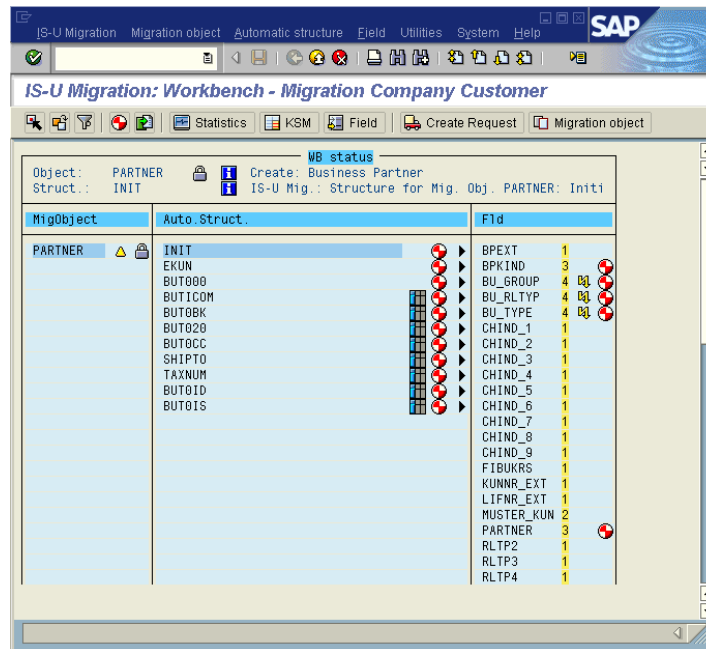 IS-U Migration Migration object Automatic structure Field Utilities System Help
SAP
IS-U Migration: Workbench - Migration Company Customer
Statistics KSM Field Create Request Migration object
WB status
Object: PARTNER Create: Business Partner
Struct.: INIT IS-U Mig.: Structure for Mig. Obj. PARTNER: Initi
MigObject Auto.Struct. Fld
PARTNER INIT BPEXT 1
EKUN BPKIND 3
BUT000 BU_GROUP 4
BUTICOM BU_RLTYP 4
BUT0BK BU_TYPE 4
BUT020 CHIND_1 1
BUT0CC CHIND_2 1
SHIPTO CHIND_3 1
TAXNUM CHIND_4 1
BUT0ID CHIND_5 1
BUT0IS CHIND_6 1
CHIND_7 1
CHIND_8 1
CHIND_9 1
FIBUKRS 1
KUNNR_EXT 1
LIFNR_EXT 1
MUSTER_KUN 2
PARTNER 3
RLTP2 1
RLTP3 1
RLTP4 1